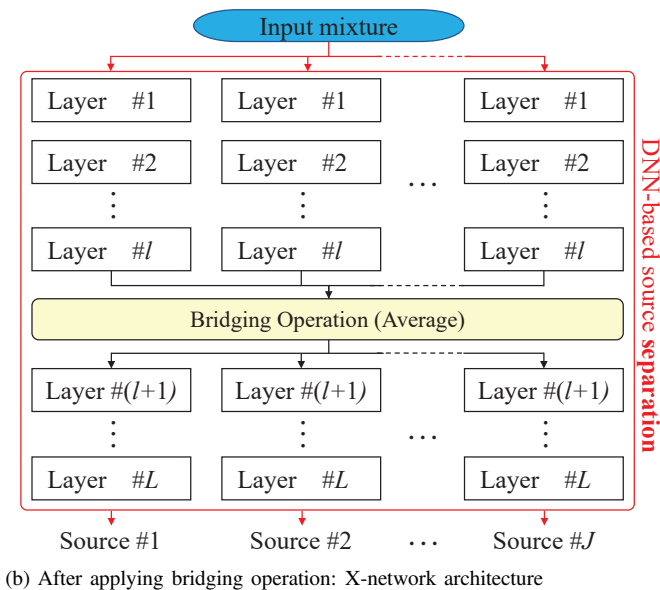 Input mixture
Layer #1 Layer #1 Layer #1
Layer #2 Layer #2 Layer #2
⋮ ⋮ … ⋮
Layer #l Layer #l Layer #l
Bridging Operation (Average)
Layer #(l+1) Layer #(l+1) Layer #(l+1)
⋮ ⋮ … ⋮
Layer #L Layer #L Layer #L
Source #1 Source #2 … Source #J
DNN-based source separation
(b) After applying bridging operation: X-network architecture